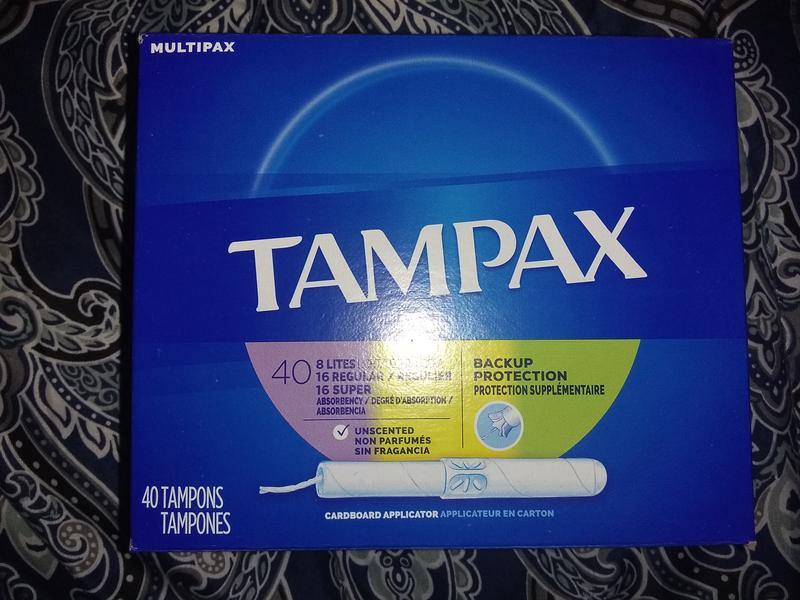 MULTIPAX
TAMPAX
40
8 LITES
16 REGULAR / REGULIER
16 SUPER
ABSORBENCY / DEGRÉ D'ABSORPTION /
ABSORBENCIA
UNSCENTED
NON PARFUMÉS
SIN FRAGANCIA
BACKUP
PROTECTION
PROTECTION SUPPLÉMENTAIRE
40 TAMPONS
TAMPONES
CARDBOARD APPLICATOR APPLICATEUR EN CARTON